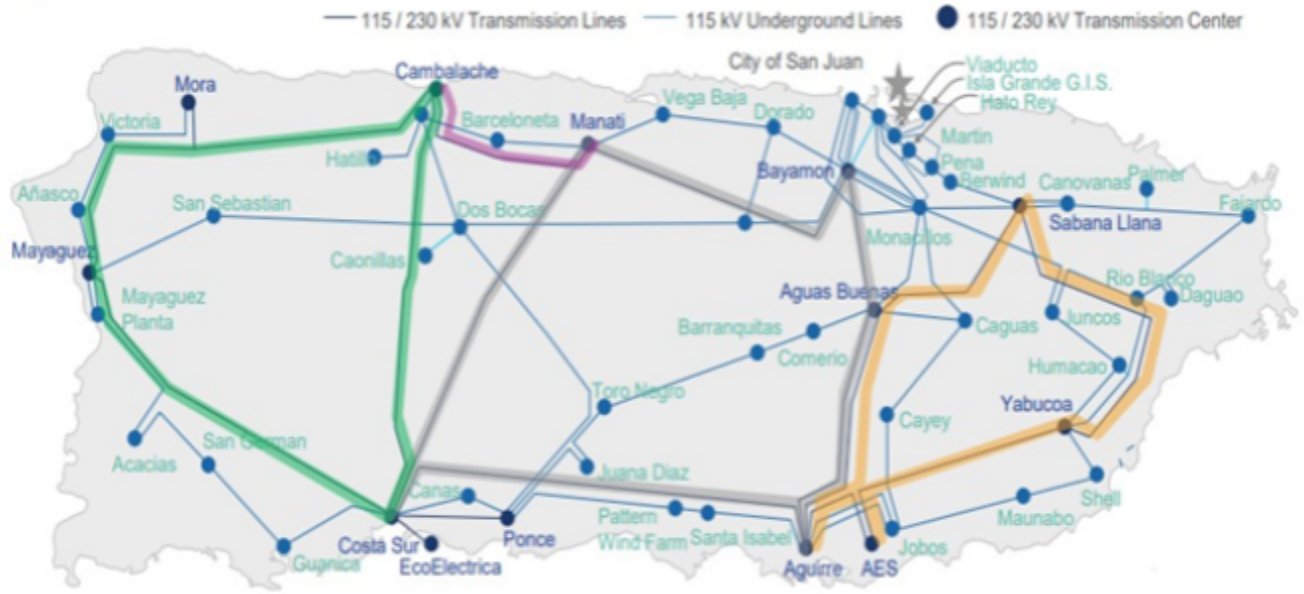 115 / 230 kV Transmission Lines
115 kV Underground Lines
115 / 230 kV Transmission Center
City of San Juan
Viaducto
Isla Grande G.I.S.
Hato Rey
Cambalache
Mora
Vega Baja
Dorado
Victoria
Barceloneta
Manati
Martin
Hatillo
Bayamon
Pena
Berwind
Canovanas
Palmer
Añasco
San Sebastian
Dos Bocas
Fajardo
Sabana Llana
Monacillos
Mayaguez
Caonillas
Rio Blanco
Aguas Buenas
Daguao
Mayaguez
Planta
Juncos
Barranquitas
Caguas
Comerio
Humacao
Toro Negro
Yabucoa
Cayey
San German
Acacias
Juana Diaz
Canas
Shell
Maunabo
Pattern
Wind Farm
Santa Isabel
Ponce
Costa Sur
Jobos
Guanica
EcoElectrica
Aguirre
AES